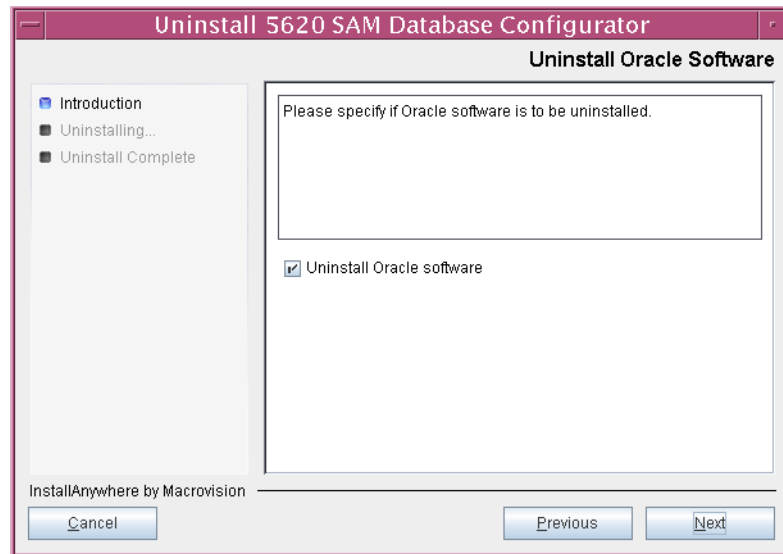 Uninstall 5620 SAM Database Configurator
Uninstall Oracle Software
Introduction
Uninstalling...
Uninstall Complete
Please specify if Oracle software is to be uninstalled.
Uninstall Oracle software
InstallAnywhere by Macrovision
Cancel
Previous
Next